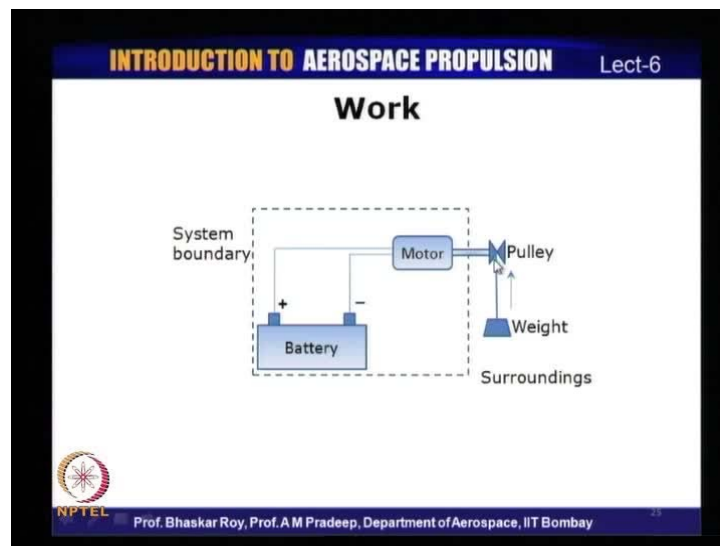 INTRODUCTION TO AEROSPACE PROPULSION Lect-6
Work
System
boundary
Motor
Pulley
+ −
Battery
Weight
Surroundings
NPTEL
Prof. Bhaskar Roy, Prof. A M Pradeep, Department of Aerospace, IIT Bombay